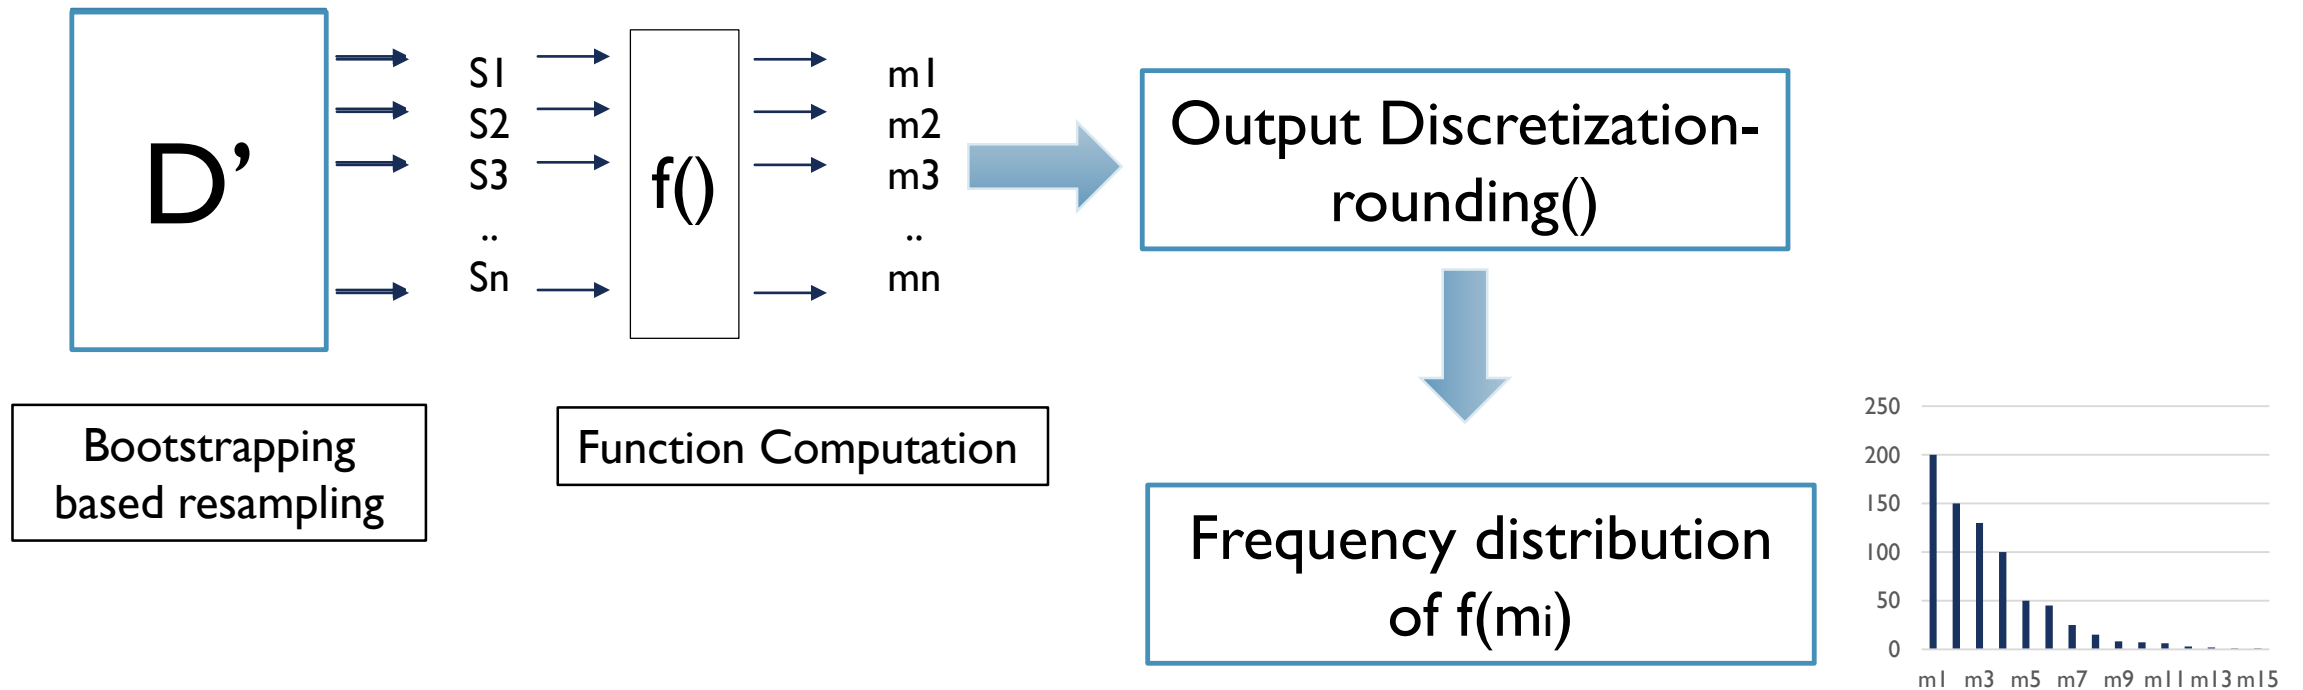 D’
S1
S2
S3
..
Sn
f()
m1
m2
m3
..
mn
Output Discretization-
rounding()
Bootstrapping
based resampling
Function Computation
Frequency distribution
of f(mi)
250
200
150
100
50
0
m1 m3 m5 m7 m9 m11 m13 m15